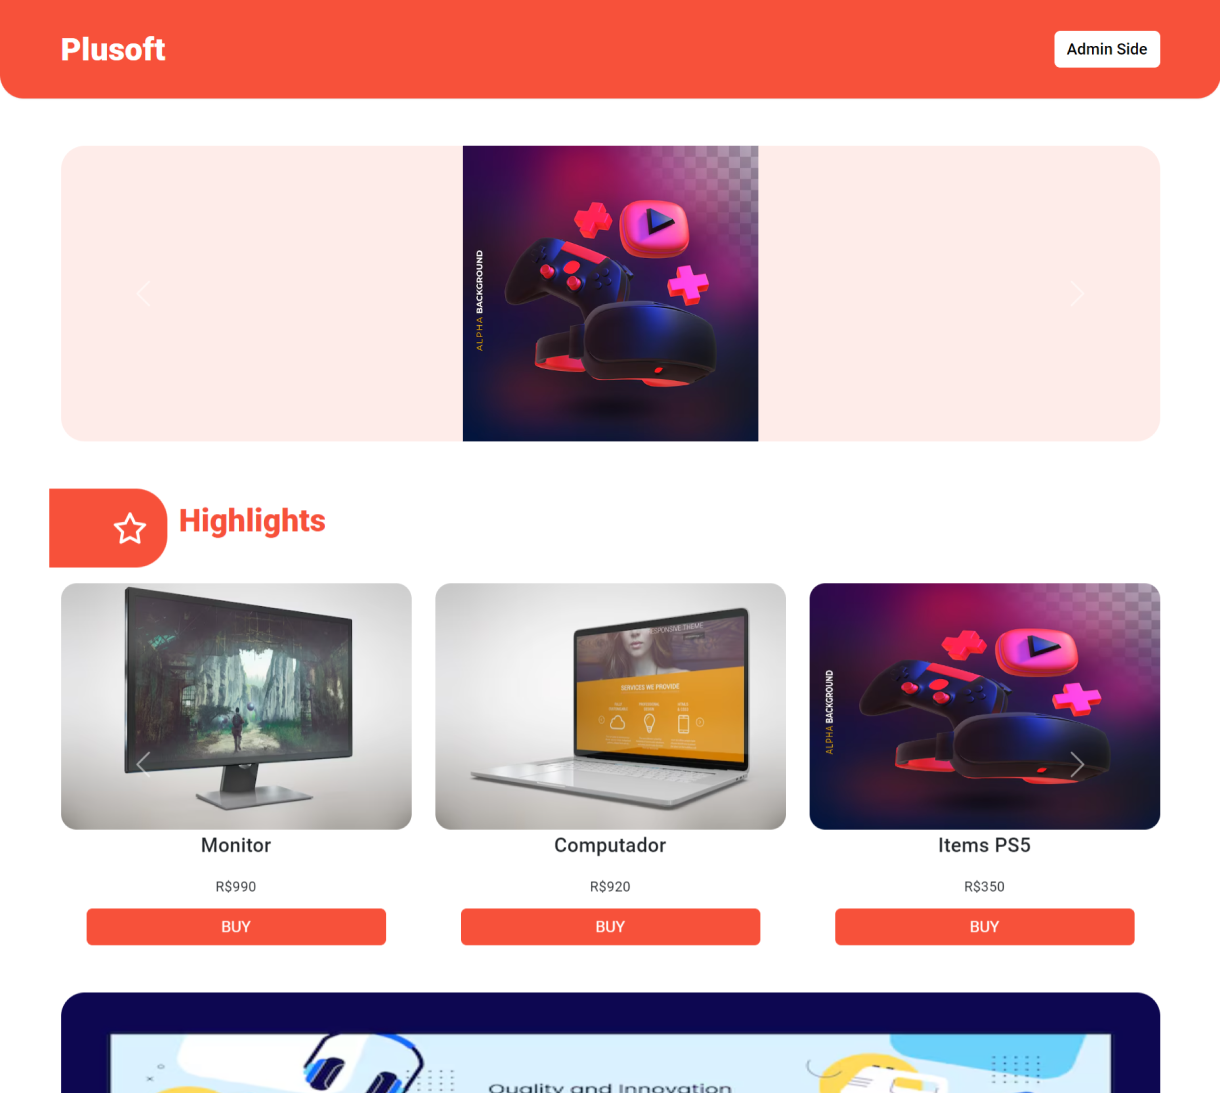 Plusoft
Admin Side
ALPHA BACKGROUND
Highlights
RESPONSIVE THEME
SERVICES WE PROVIDE
ALPHA BACKGROUND
Monitor
Computador
Items PS5
R$990
R$920
R$350
BUY
BUY
BUY
Quality and Innovation